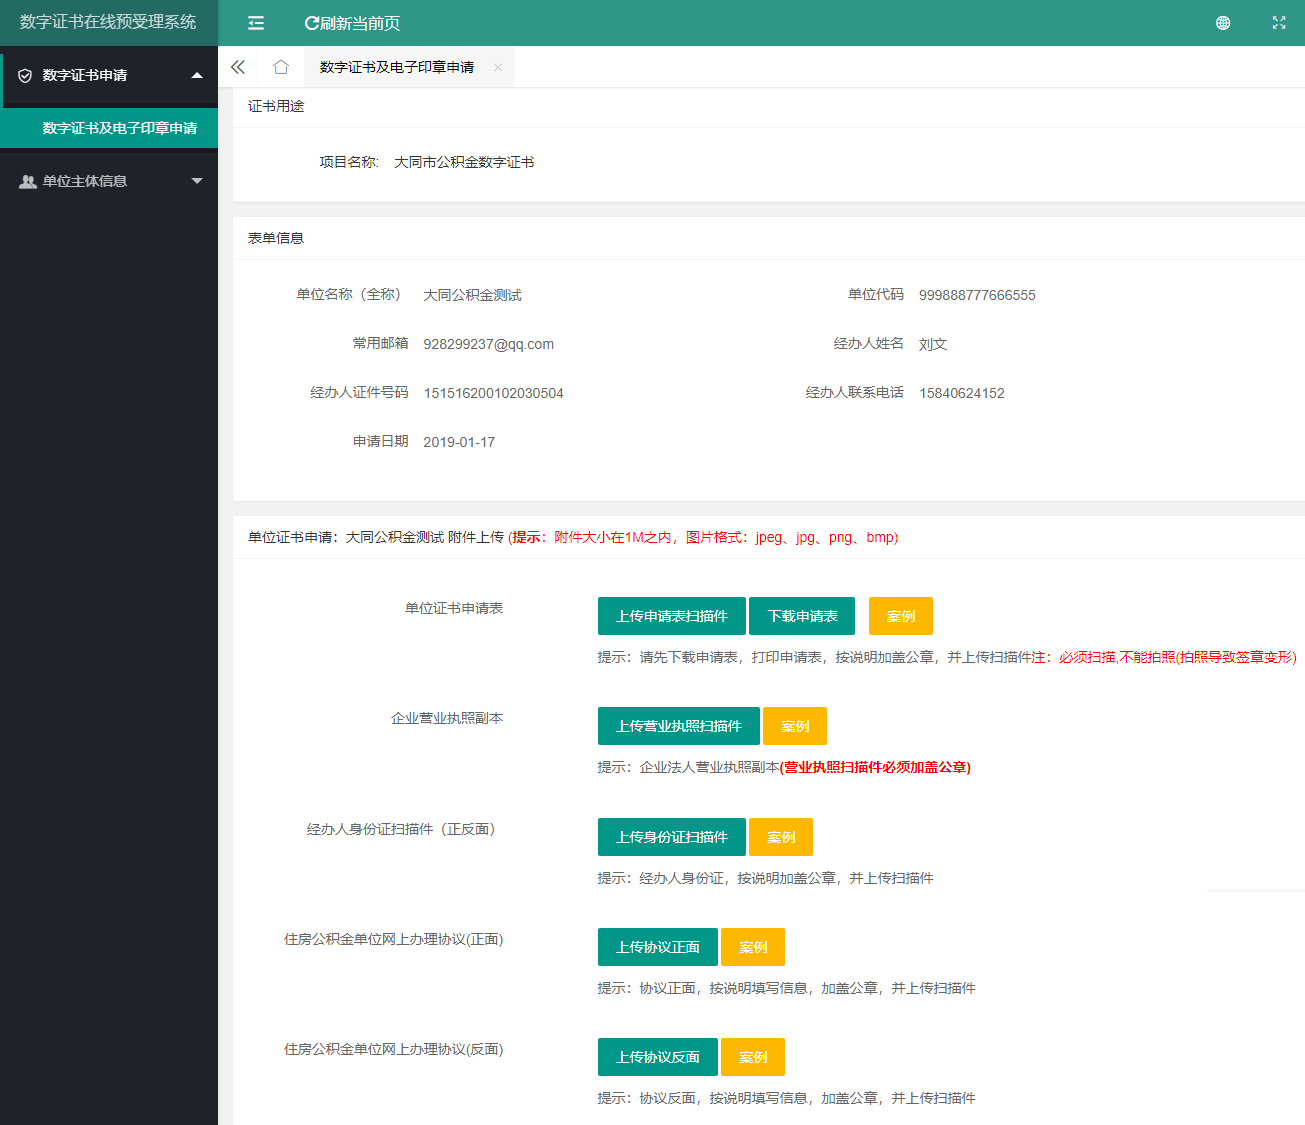 数字证书在线预受理系统
刷新当前页
数字证书申请
数字证书及电子印章申请
单位主体信息
数字证书及电子印章申请
证书用途
项目名称: 大同市公积金数字证书
表单信息
单位名称（全称） 大同公积金测试 单位代码 999888777666555
常用邮箱 928299237@qq.com 经办人姓名 刘文
经办人证件号码 151516200102030504 经办人联系电话 15840624152
申请日期 2019-01-17
单位证书申请：大同公积金测试 附件上传 (提示：附件大小在1M之内，图片格式：jpeg、jpg、png、bmp)
单位证书申请表 上传申请表扫描件 下载申请表 案例
提示：请先下载申请表，打印申请表，按说明加盖公章，并上传扫描件注：必须扫描,不能拍照(拍照导致签章变形)
企业营业执照副本 上传营业执照扫描件 案例
提示：企业法人营业执照副本(营业执照扫描件必须加盖公章)
经办人身份证扫描件（正反面） 上传身份证扫描件 案例
提示：经办人身份证，按说明加盖公章，并上传扫描件
住房公积金单位网上办理协议(正面) 上传协议正面 案例
提示：协议正面，按说明填写信息，加盖公章，并上传扫描件
住房公积金单位网上办理协议(反面) 上传协议反面 案例
提示：协议反面，按说明填写信息，加盖公章，并上传扫描件